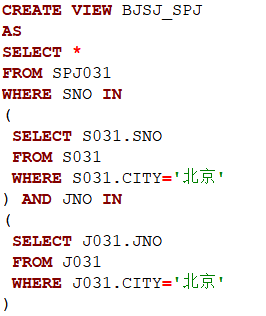 CREATE VIEW BJSJ_SPJ
AS
SELECT *
FROM SPJ031
WHERE SNO IN
(
 SELECT S031.SNO
 FROM S031
 WHERE S031.CITY='北京'
) AND JNO IN
(
 SELECT J031.JNO
 FROM J031
 WHERE J031.CITY='北京'
)